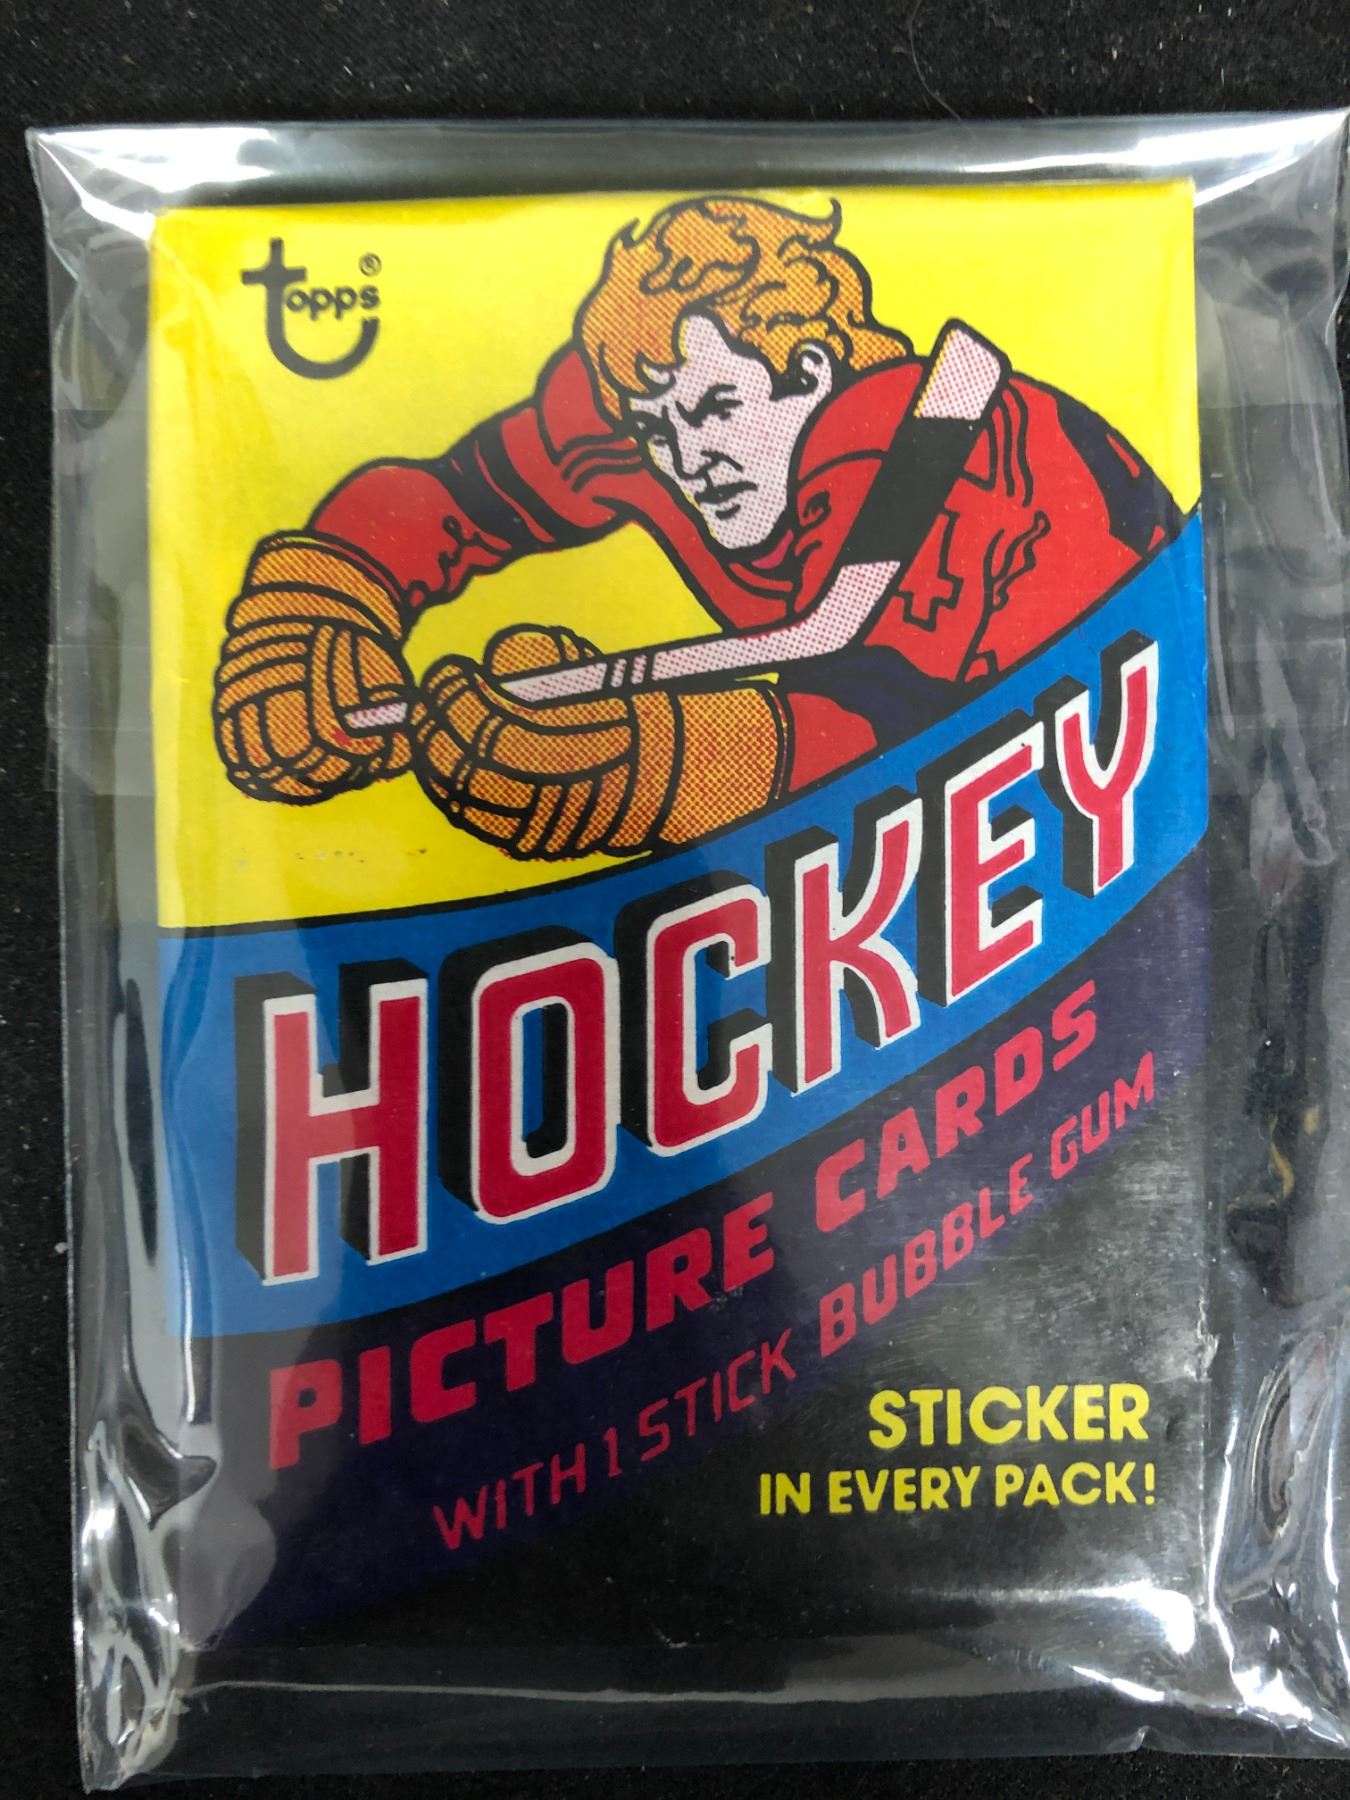 topps®
HOCKEY
PICTURE CARDS
WITH 1 STICK BUBBLE GUM
STICKER
IN EVERY PACK!